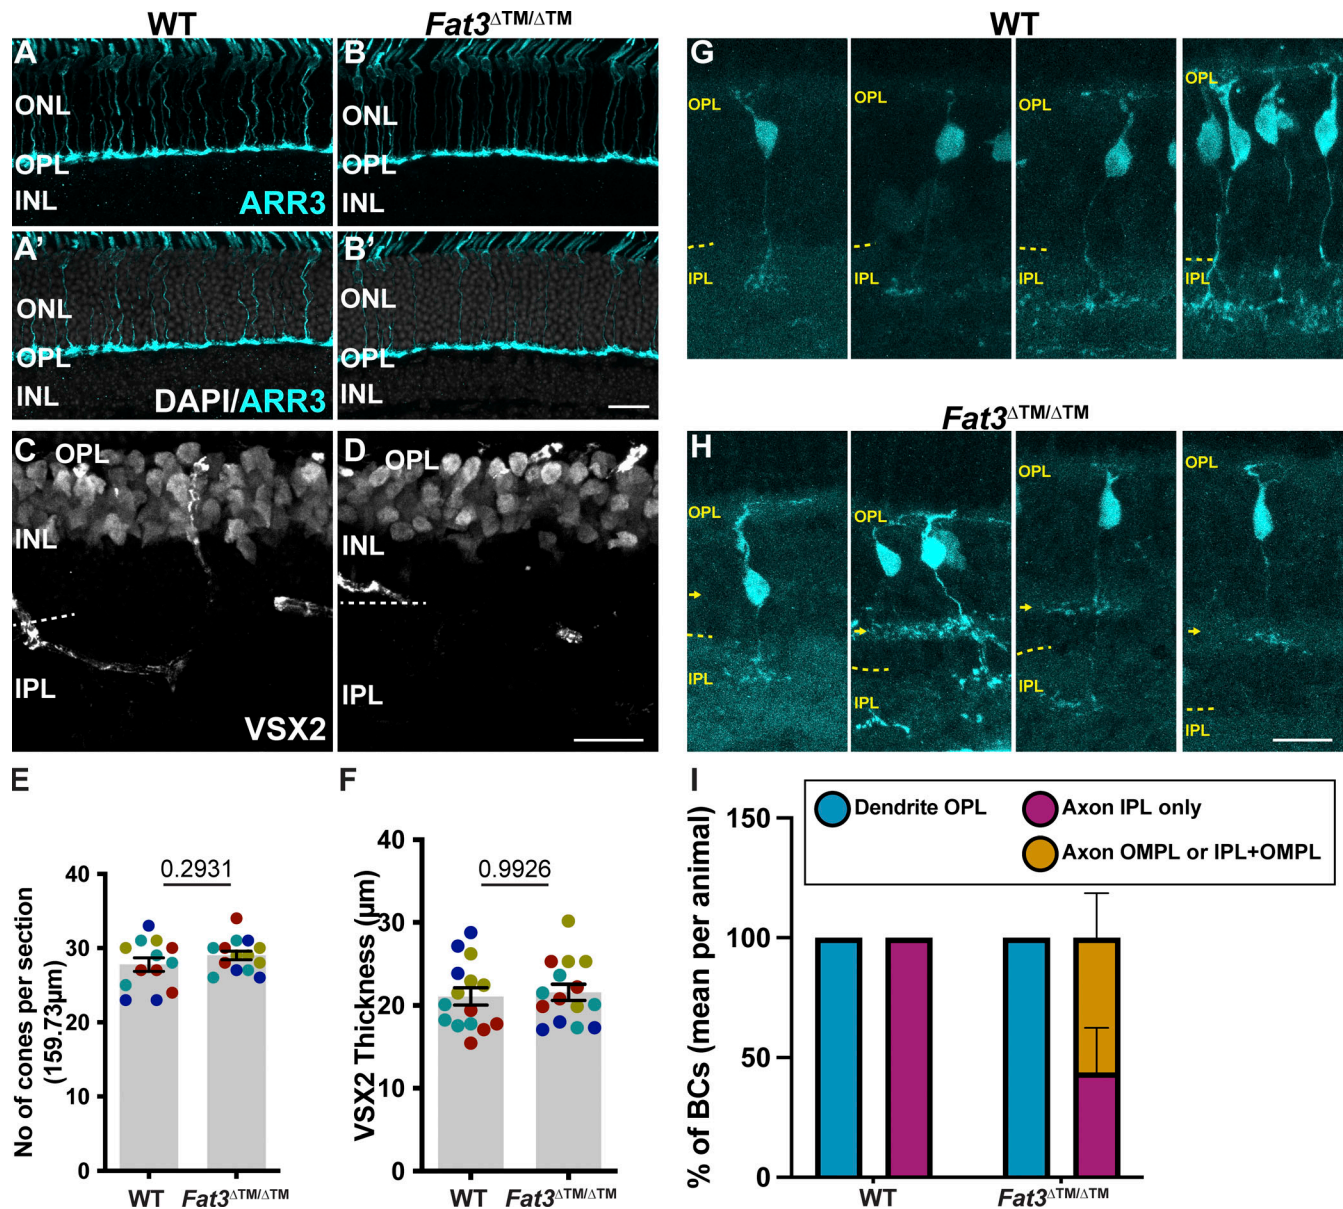 WT
Fat3ΔTM/ΔTM
A
ONL
OPL
INL
ARR3
B
ONL
OPL
INL
A'
ONL
OPL
INL
DAPI/ARR3
B'
ONL
OPL
INL
C
OPL
INL
IPL
VSX2
D
OPL
INL
IPL
WT
G
OPL
IPL
OPL
IPL
OPL
IPL
OPL
IPL
Fat3ΔTM/ΔTM
H
OPL
IPL
OPL
IPL
OPL
IPL
OPL
IPL
E
No of cones per section
(159.73µm)
40
30
20
10
0
0.2931
WT
Fat3ΔTM/ΔTM
F
VSX2 Thickness (µm)
40
30
20
10
0
0.9926
WT
Fat3ΔTM/ΔTM
I
% of BCs (mean per animal)
150
100
50
0
Dendrite OPL
Axon IPL only
Axon OMPL or IPL+OMPL
WT
Fat3ΔTM/ΔTM